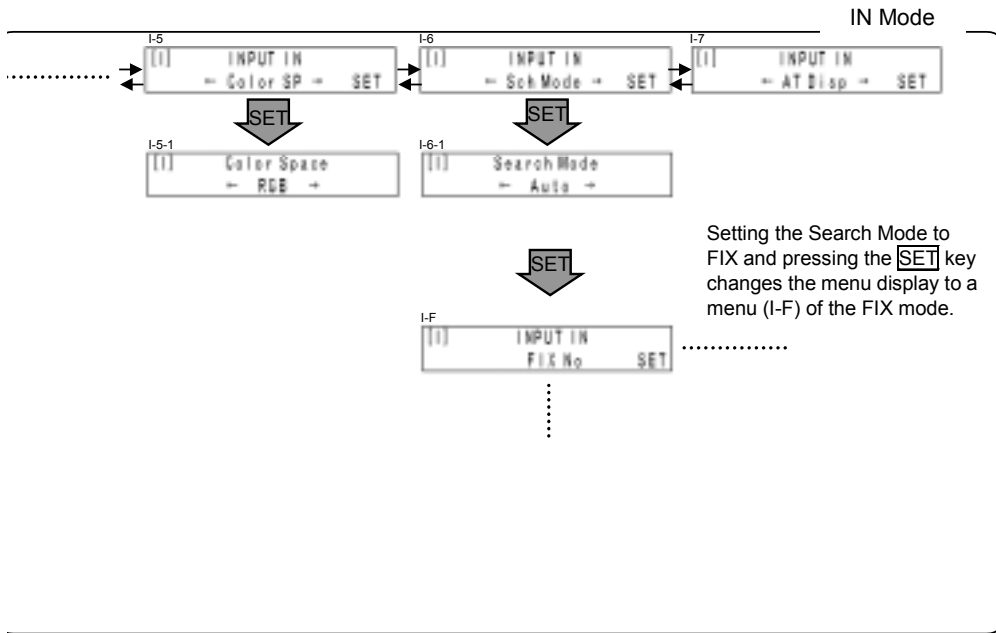 IN Mode
I-5
[I] INPUT IN
← Color SP → SET
I-6
[I] INPUT IN
← Sch Mode → SET
I-7
[I] INPUT IN
← AT Disp → SET
SET
SET
I-5-1
[I] Color Space
← RGB →
I-6-1
[I] Search Mode
← Auto →
SET
Setting the Search Mode to
FIX and pressing the SET key
changes the menu display to a
menu (I-F) of the FIX mode.
I-F
[I] INPUT IN
FIX No SET